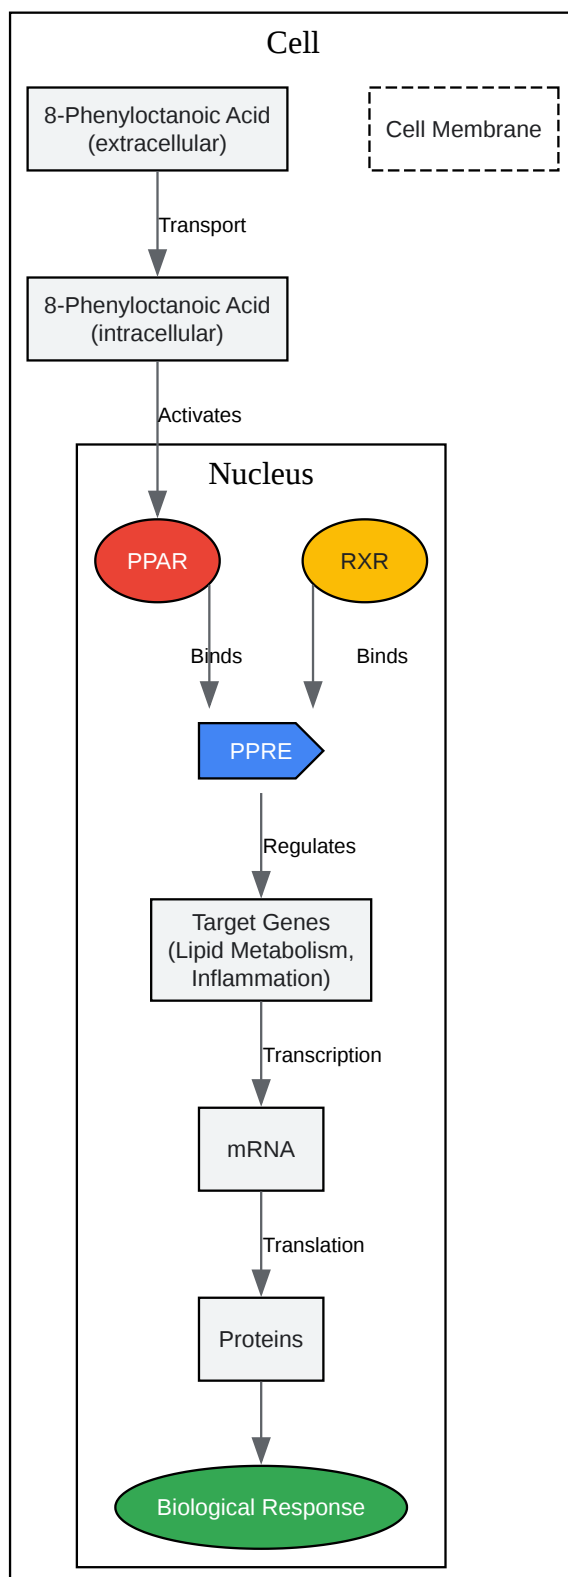 Cell
8-Phenyloctanoic Acid
(extracellular)
Cell Membrane
Transport
8-Phenyloctanoic Acid
(intracellular)
Activates
Nucleus
PPAR
RXR
Binds
Binds
PPRE
Regulates
Target Genes
(Lipid Metabolism,
Inflammation)
Transcription
mRNA
Translation
Proteins
Biological Response